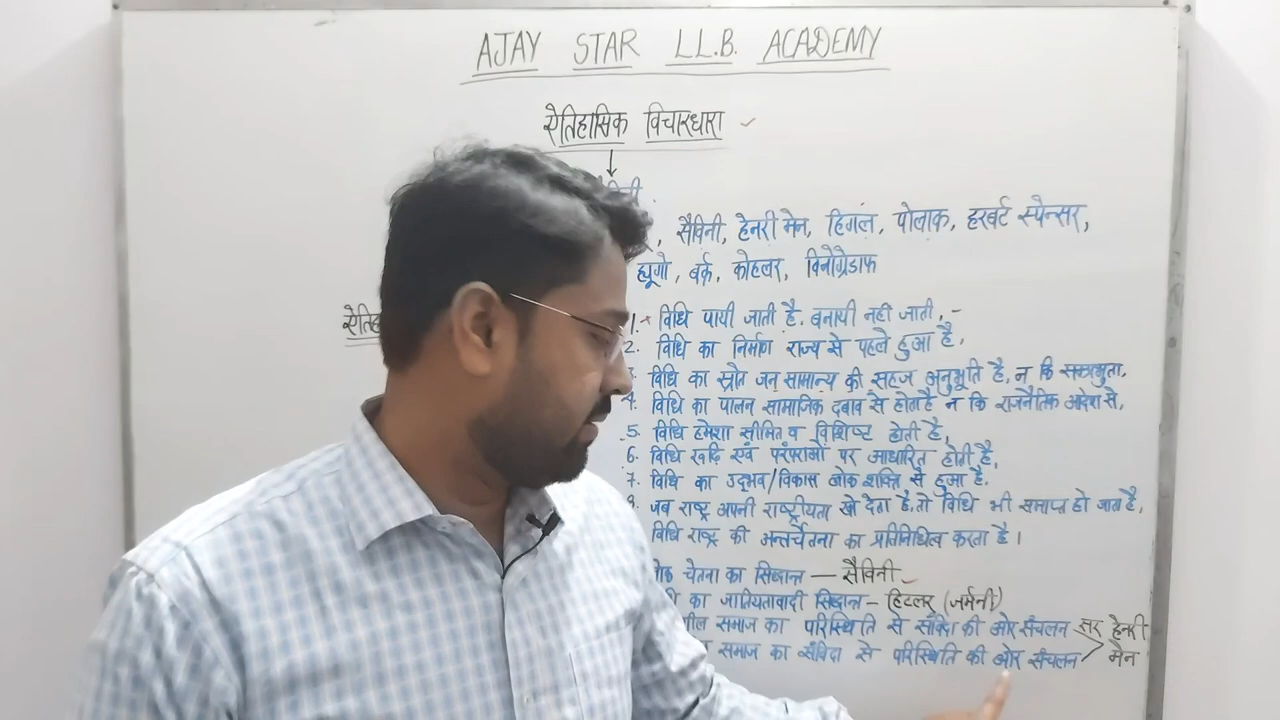 AJAY STAR LL.B. ACADEMY
ऐतिहासिक विचारधारा
सैविनी, हेनरी मेन, हिगल, पोलाक, हरबर्ट स्पेन्सर,
ह्यूगो, बर्क, कोहलर, विनोग्रेडाफ
1. विधि पायी जाती है, बनायी नहीं जाती,
2. विधि का निर्माण राज्य से पहले हुआ है,
विधि का स्रोत जन सामान्य की सहज अनुभूति है, न कि सम्प्रभुता,
4. विधि का पालन सामाजिक दबाव से होता है न कि राजनैतिक आदेश से,
5. विधि हमेशा सीमित व विशिष्ट होती है,
6. विधि रूढ़ि एवं परंपराओं पर आधारित होती है,
7. विधि का उद्भव/विकास लोक शक्ति से हुआ है,
जब राष्ट्र अपनी राष्ट्रीयता खो देता है, तो विधि भी समाप्त हो जाता है,
विधि राष्ट्र की अन्तर्चेतना का प्रतिनिधित्व करता है।
चेतना का सिद्धान्त — सैविनी
का जातियतावादी सिद्धान्त - हिटलर (जर्मनी)
समाज का परिस्थिति से संविदा की ओर संचलन सर हेनरी
समाज का संविदा से परिस्थिति की ओर संचलन मेन